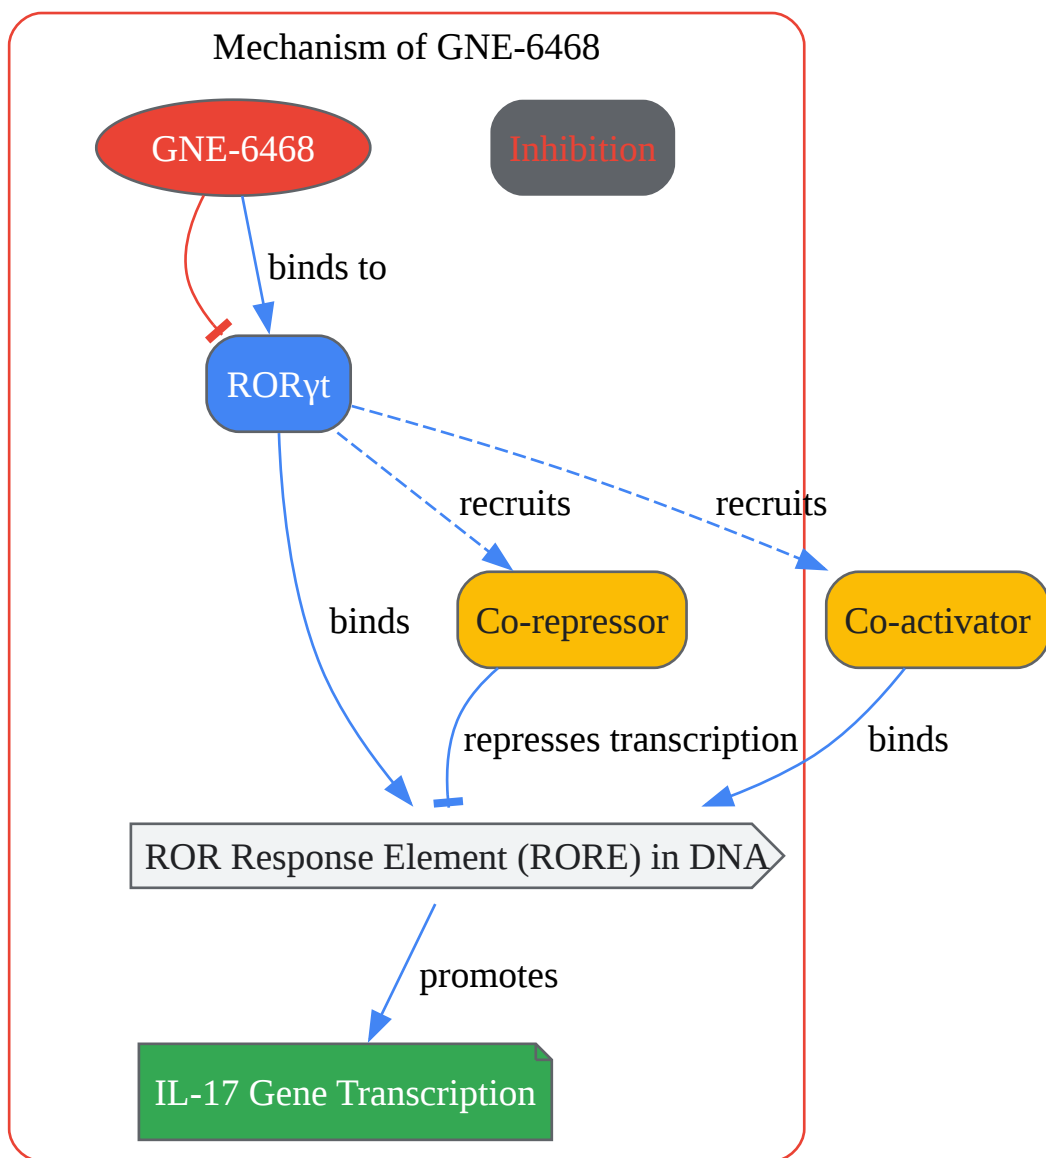 Mechanism of GNE-6468
GNE-6468
Inhibition
binds to
RORγt
recruits
recruits
binds
Co-repressor
Co-activator
represses transcription
binds
ROR Response Element (RORE) in DNA
promotes
IL-17 Gene Transcription